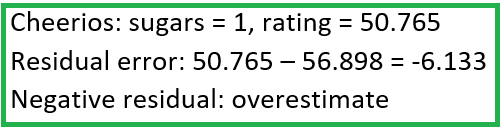 Cheerios: sugars = 1, rating = 50.765
Residual error: 50.765 – 56.898 = -6.133
Negative residual: overestimate